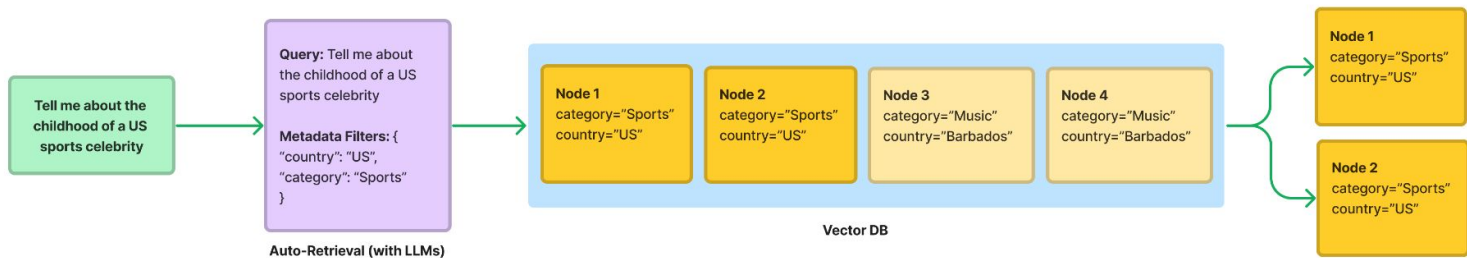 Tell me about the
childhood of a US
sports celebrity
Query: Tell me about
the childhood of a US
sports celebrity
Metadata Filters: {
“country”: “US”,
“category”: “Sports”
}
Auto-Retrieval (with LLMs)
Node 1
category=”Sports”
country=”US”
Node 2
category=”Sports”
country=”US”
Node 3
category=”Music”
country=”Barbados”
Node 4
category=”Music”
country=”Barbados”
Vector DB
Node 1
category=”Sports”
country=”US”
Node 2
category=”Sports”
country=”US”